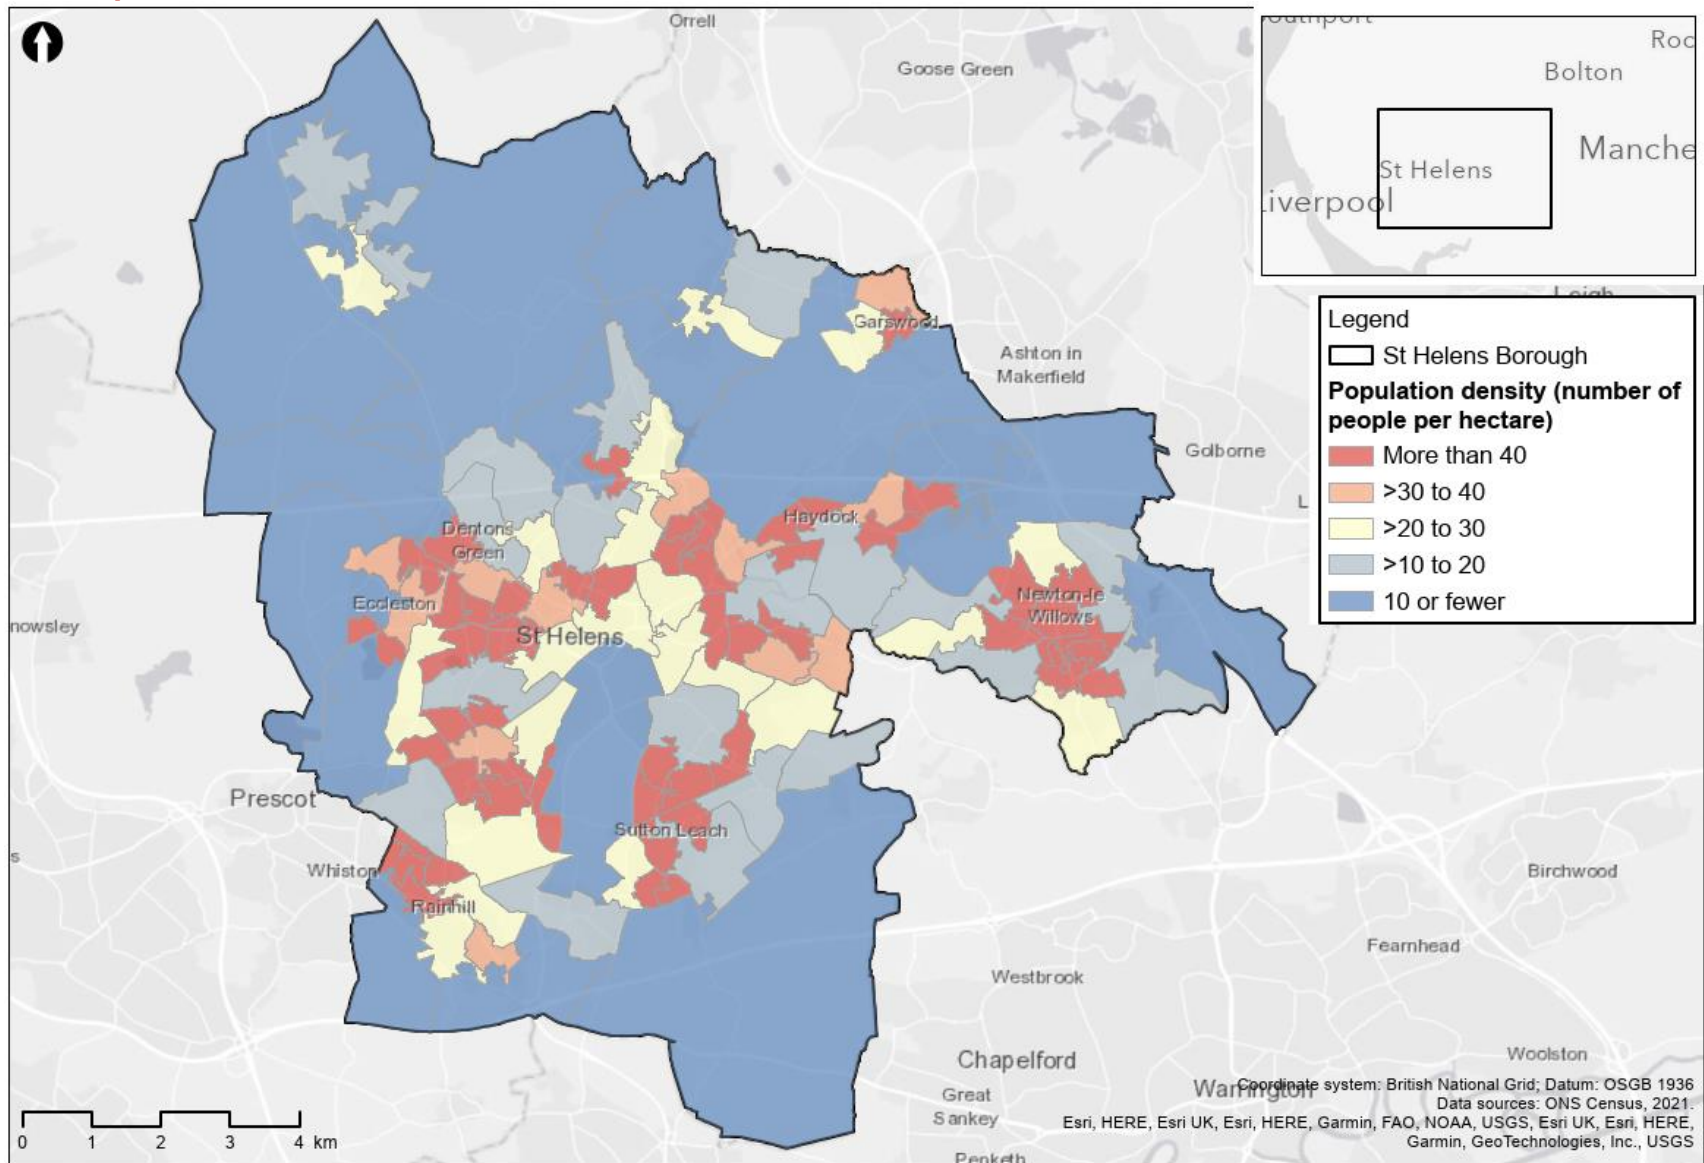 Orrell
Goose Green
Garswood
Ashton in
Makerfield
Golborne
Dentons
Green
Haydock
Eccleston
St Helens
Newton-le
Willows
nowsley
Prescot
Sutton Leach
Whiston
Rainhill
Birchwood
Fearnhead
Westbrook
Chapelford
Great
Sankey
Warrington
Woolston
Penketh
outhport
Roc
Bolton
Manche
St Helens
iverpool
Leigh
L
s
Legend
St Helens Borough
Population density (number of
people per hectare)
More than 40
>30 to 40
>20 to 30
>10 to 20
10 or fewer
0 1 2 3 4 km
Coordinate system: British National Grid; Datum: OSGB 1936
Data sources: ONS Census, 2021.
Esri, HERE, Esri UK, Esri, HERE, Garmin, FAO, NOAA, USGS, Esri UK, Esri, HERE,
Garmin, GeoTechnologies, Inc., USGS